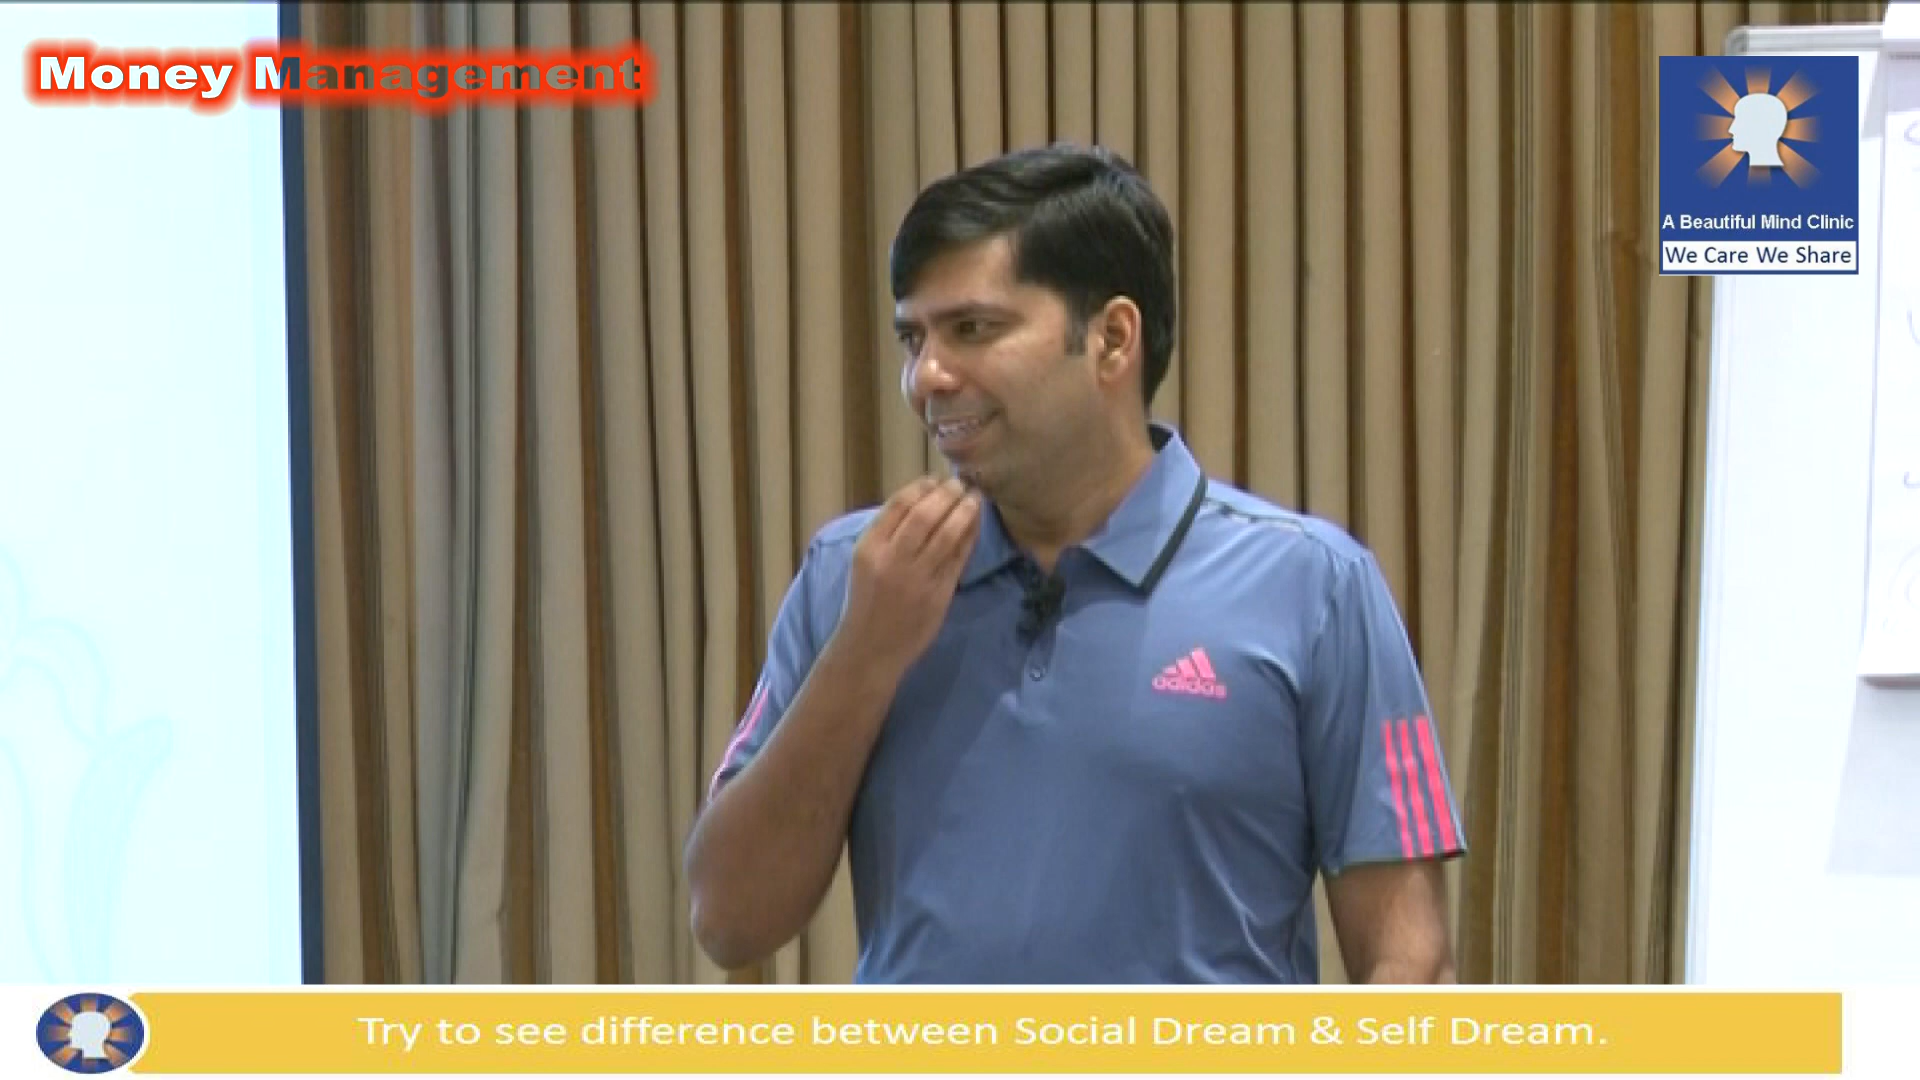 Money Management
A Beautiful Mind Clinic
We Care We Share
adidas
Try to see difference between Social Dream & Self Dream.